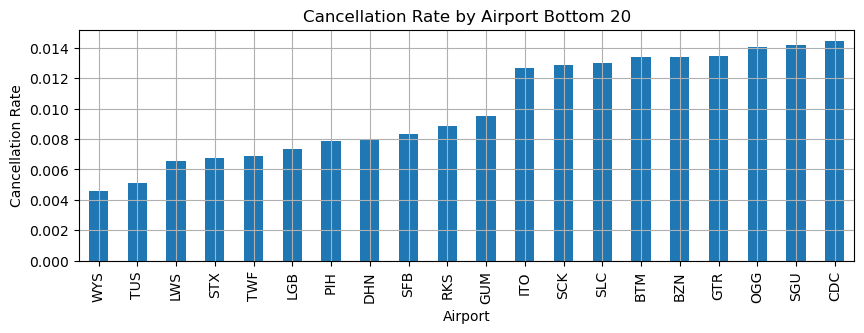 Cancellation Rate by Airport Bottom 20
Cancellation Rate
0.014
0.012
0.010
0.008
0.006
0.004
0.002
0.000
WYS
TUS
LWS
STX
TWF
LGB
PIH
DHN
SFB
RKS
GUM
ITO
SCK
SLC
BTM
BZN
GTR
OGG
SGU
CDC
Airport